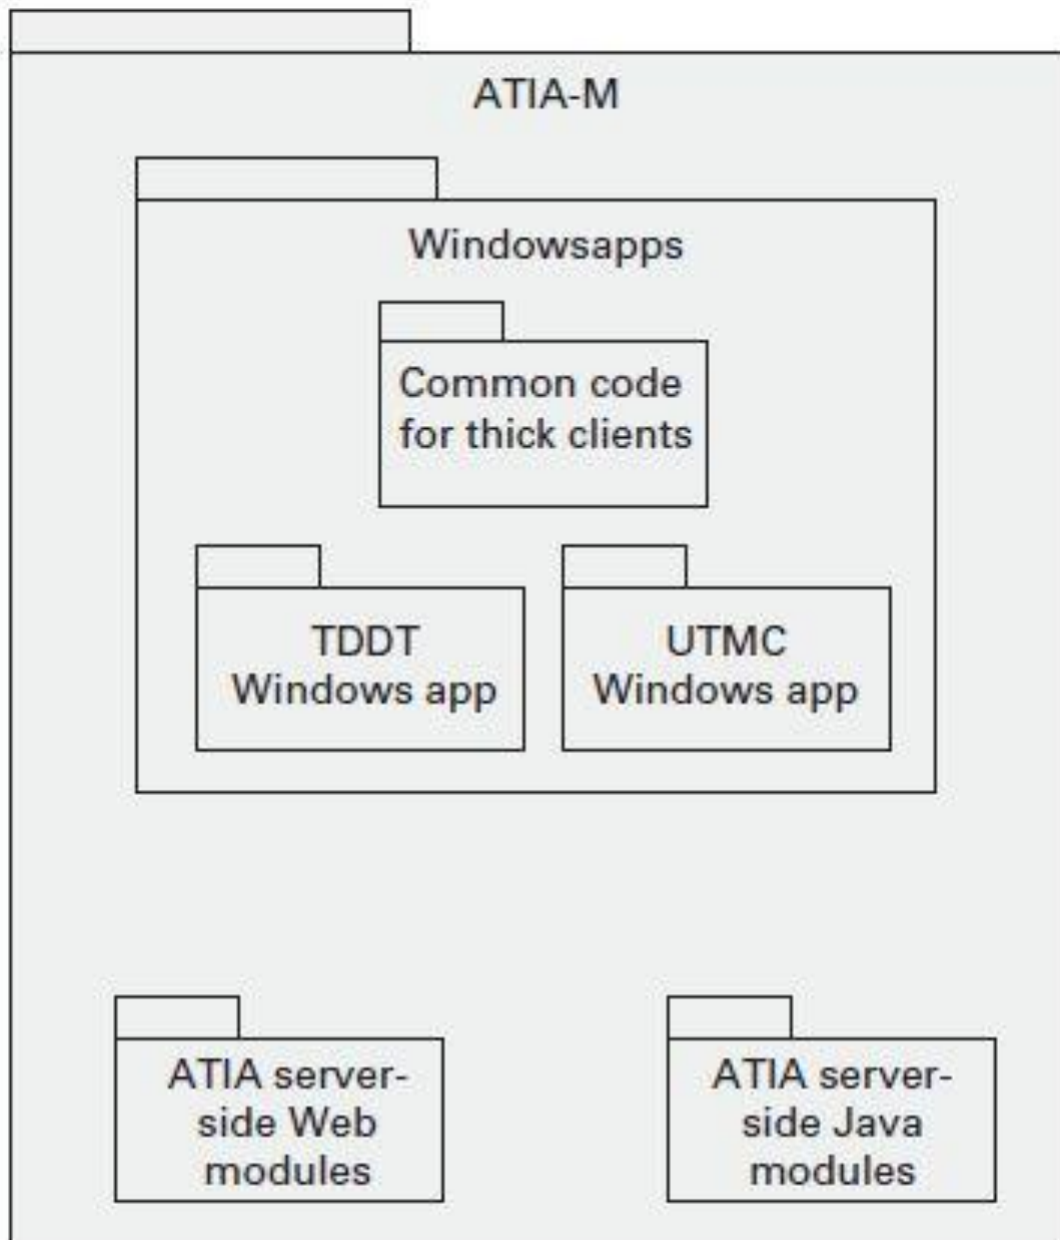 ATIA-M
Windowsapps
Common code
for thick clients
TDDT
Windows app
UTMC
Windows app
ATIA server-
side Web
modules
ATIA server-
side Java
modules